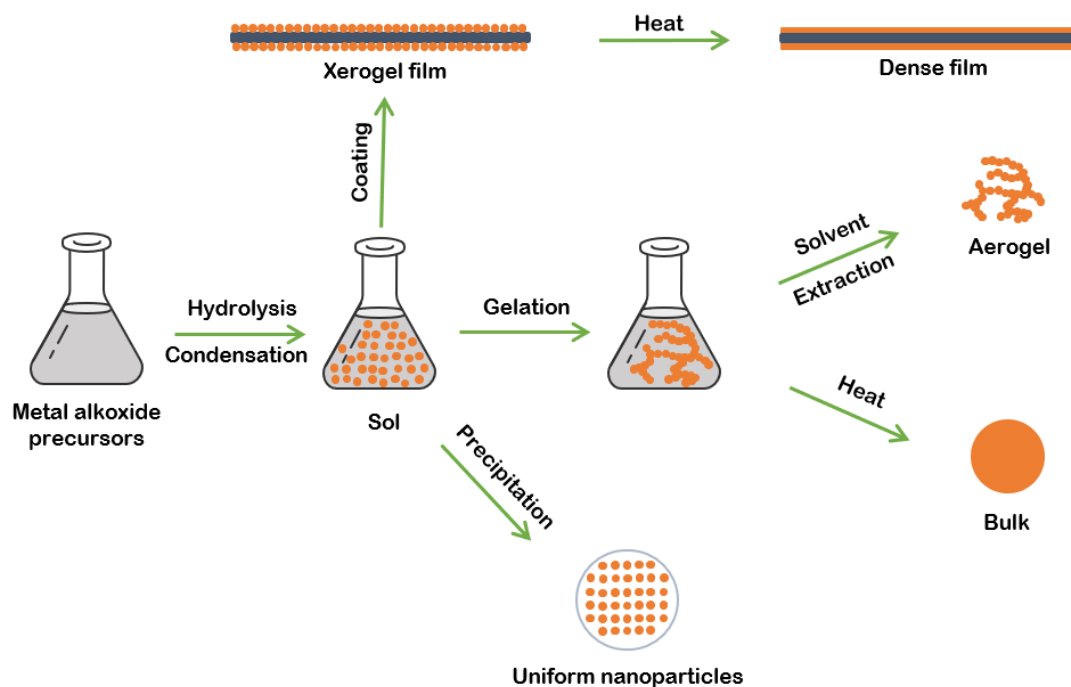 Heat
Xerogel film
Dense film
Coating
Solvent
Extraction
Aerogel
Hydrolysis
Condensation
Gelation
Metal alkoxide
precursors
Sol
Heat
Precipitation
Bulk
Uniform nanoparticles